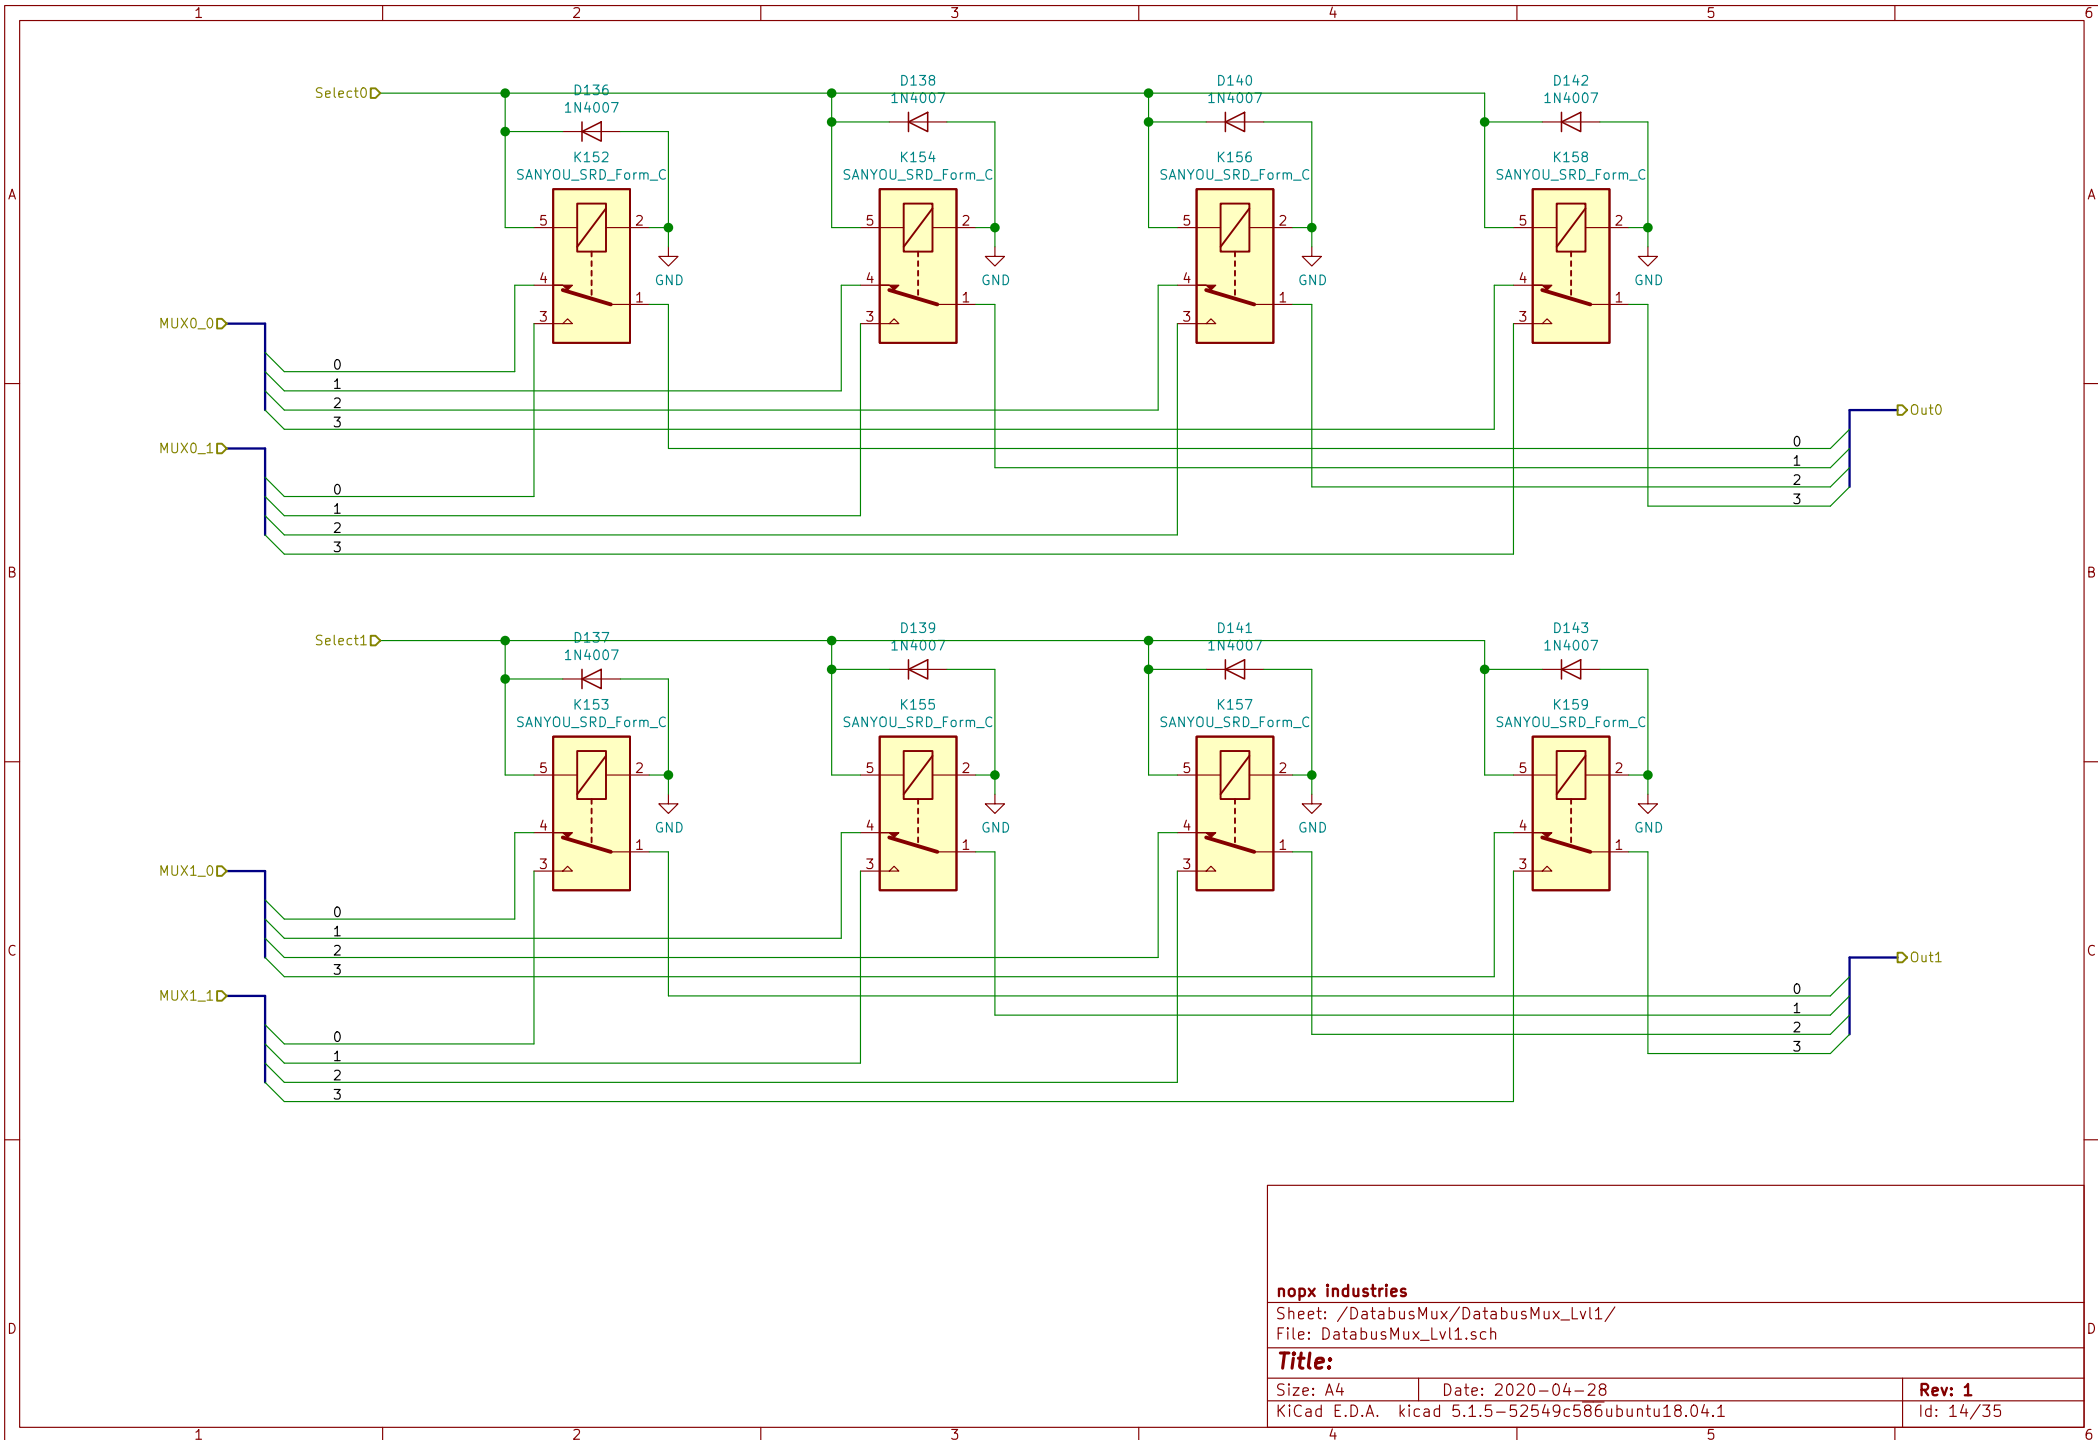 1 2 3 4 5 6
Select0
D136
1N4007
D138
1N4007
D140
1N4007
D142
1N4007
K152
SANYOU_SRD_Form_C
K154
SANYOU_SRD_Form_C
K156
SANYOU_SRD_Form_C
K158
SANYOU_SRD_Form_C
A A
5 2 5 2 5 2 5 2
GND GND GND GND
4 1 4 1 4 1 4 1
3 3 3 3
MUX0_0
0
1
2
3
Out0
MUX0_1
0
1
2
3
0
1
2
3
B B
Select1
D137
1N4007
D139
1N4007
D141
1N4007
D143
1N4007
K153
SANYOU_SRD_Form_C
K155
SANYOU_SRD_Form_C
K157
SANYOU_SRD_Form_C
K159
SANYOU_SRD_Form_C
5 2 5 2 5 2 5 2
GND GND GND GND
4 1 4 1 4 1 4 1
3 3 3 3
MUX1_0
0
1
2
3
C C
Out1
MUX1_1
0
1
2
3
0
1
2
3
nopx industries
Sheet: /DatabusMux/DatabusMux_Lvl1/
File: DatabusMux_Lvl1.sch
D D
Title:
Size: A4 Date: 2020-04-28 Rev: 1
KiCad E.D.A. kicad 5.1.5-52549c586ubuntu18.04.1 Id: 14/35
1 2 3 4 5 6